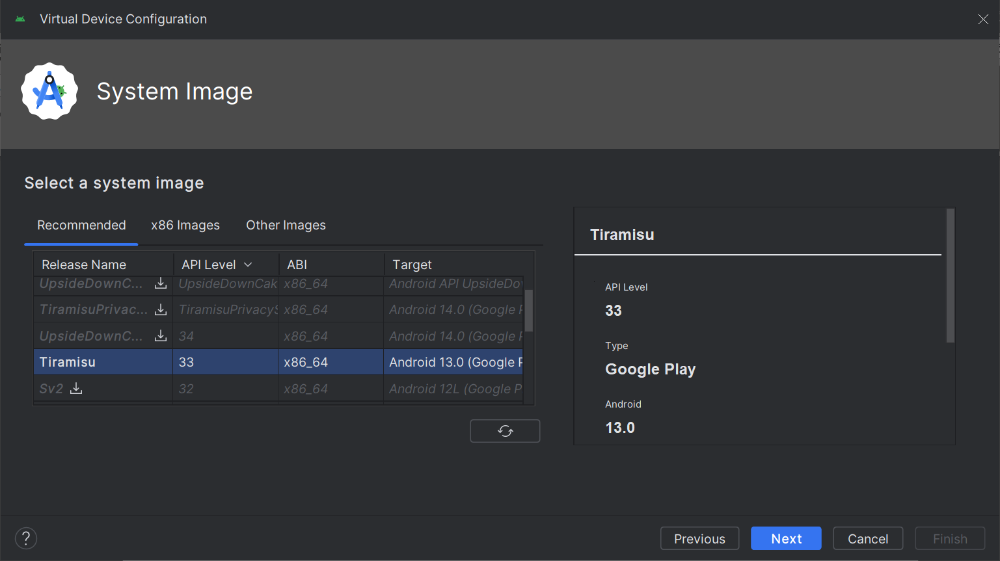 Virtual Device Configuration
System Image
Select a system image
Recommended x86 Images Other Images
Release Name API Level ABI Target
UpsideDownC... UpsideDownCak x86_64 Android API UpsideDo
TiramisuPrivac... TiramisuPrivacyS x86_64 Android 14.0 (Google P
UpsideDownC... 34 x86_64 Android 14.0 (Google P
Tiramisu 33 x86_64 Android 13.0 (Google P
Sv2 32 x86_64 Android 12L (Google P
Tiramisu
API Level
33
Type
Google Play
Android
13.0
?
Previous Next Cancel Finish